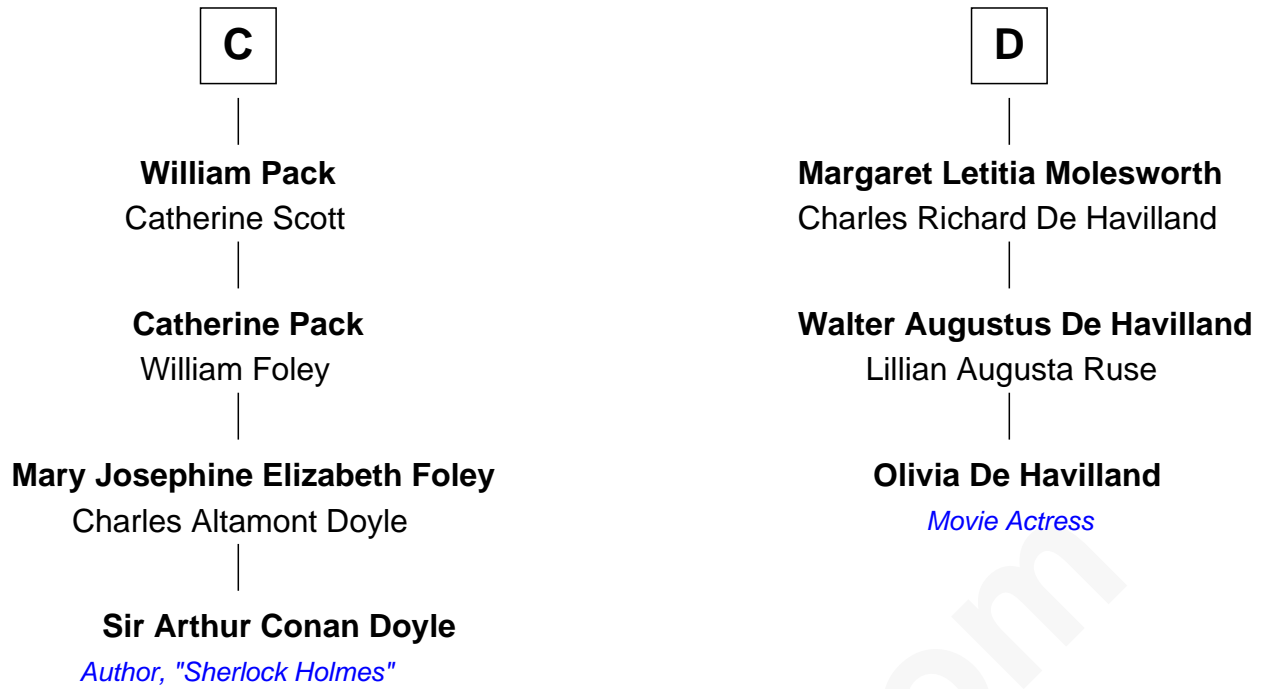 C
William Pack
Catherine Scott
Catherine Pack
William Foley
Mary Josephine Elizabeth Foley
Charles Altamont Doyle
Sir Arthur Conan Doyle
Author, "Sherlock Holmes"
D
Margaret Letitia Molesworth
Charles Richard De Havilland
Walter Augustus De Havilland
Lillian Augusta Ruse
Olivia De Havilland
Movie Actress
om